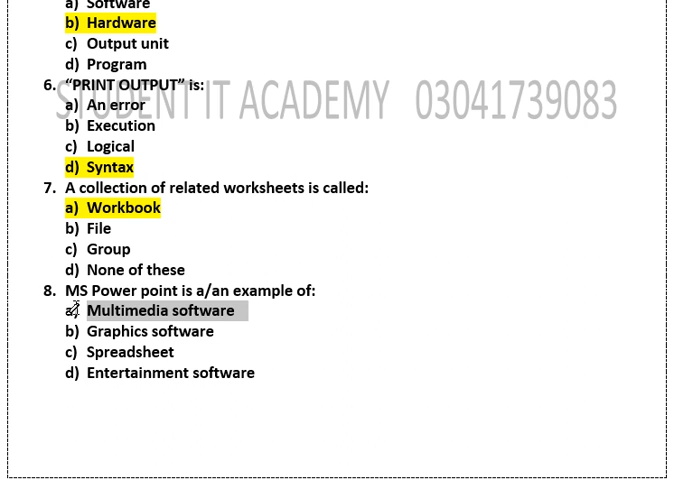 a) Software
b) Hardware
c) Output unit
d) Program
6. “PRINT OUTPUT” is:
STUDENT IT ACADEMY 03041739083
a) An error
b) Execution
c) Logical
d) Syntax
7. A collection of related worksheets is called:
a) Workbook
b) File
c) Group
d) None of these
8. MS Power point is a/an example of:
a) Multimedia software
b) Graphics software
c) Spreadsheet
d) Entertainment software